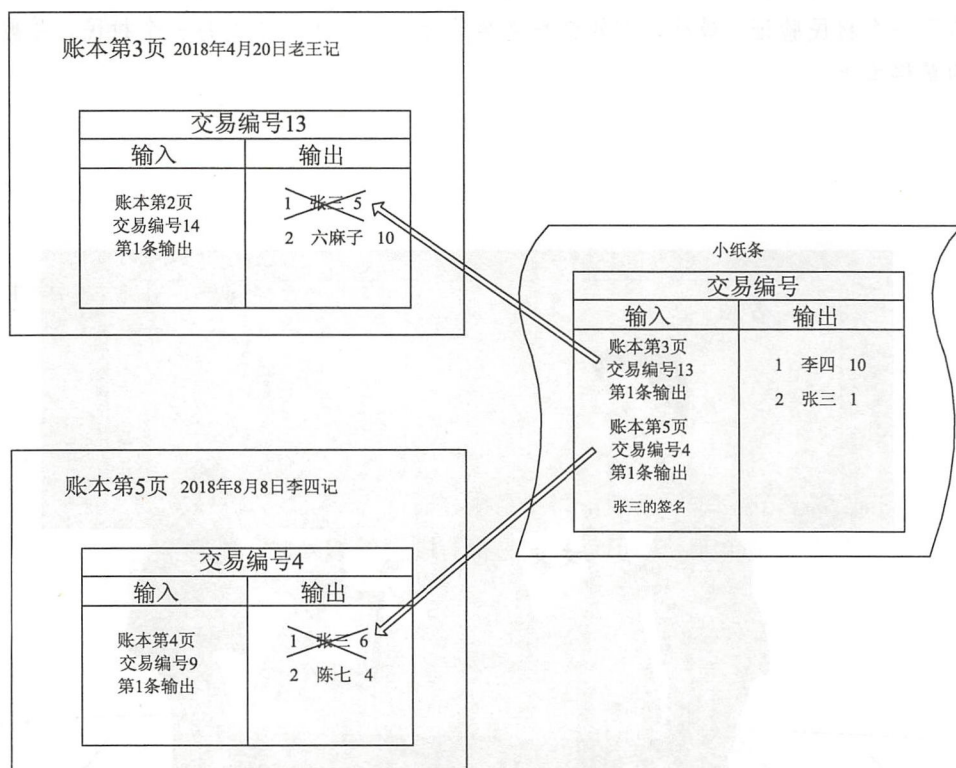 账本第3页 2018年4月20日老王记
交易编号13
输入 输出
账本第2页
交易编号14
第1条输出
1 张三 5
2 六麻子 10
小纸条
交易编号
输入 输出
账本第3页
交易编号13
第1条输出
账本第5页
交易编号4
第1条输出
张三的签名
1 李四 10
2 张三 1
账本第5页 2018年8月8日李四记
交易编号4
输入 输出
账本第4页
交易编号9
第1条输出
1 张三 6
2 陈七 4